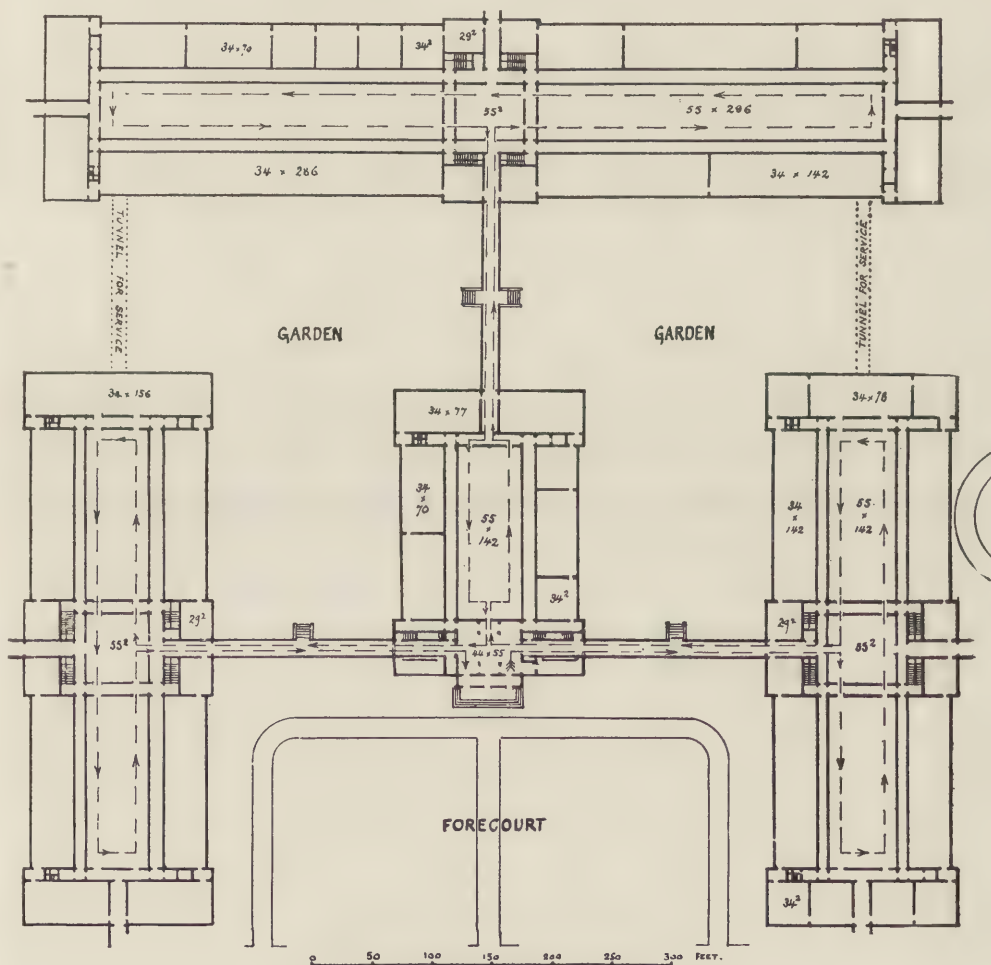 29²
34 × 70
34²
55²
55 × 286
34 × 286
34 × 142
TUNNEL FOR SERVICE
TUNNEL FOR SERVICE
GARDEN
GARDEN
34 × 156
34 × 77
34 × 78
34 × 70
55 × 142
34 × 142
55 × 142
34²
29²
29²
55²
44 × 55
55²
FORECOURT
34²
0 50 100 150 200 250 300 FEET.